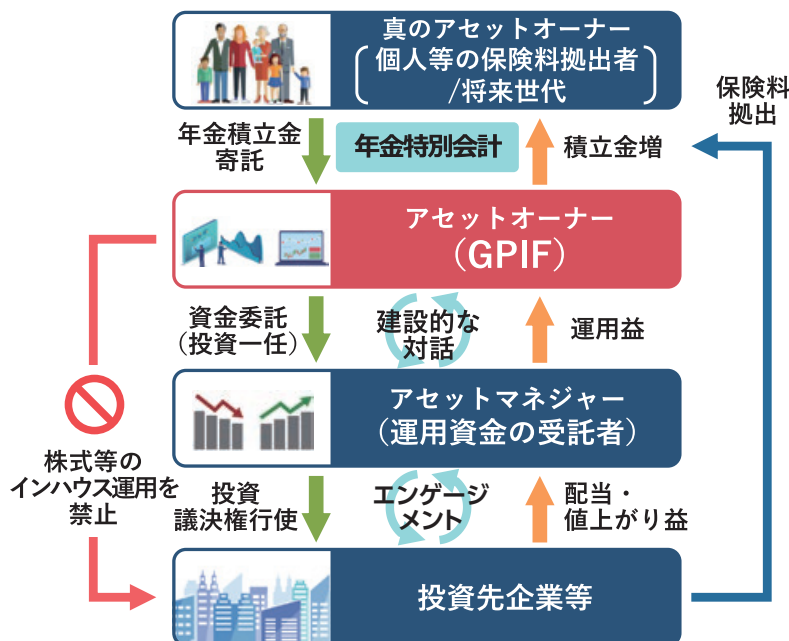 真のアセットオーナー
個人等の保険料拠出者
/将来世代
保険料
拠出
年金積立金
寄託
年金特別会計
積立金増
アセットオーナー
（GPIF）
資金委託
（投資一任）
建設的な
対話
運用益
アセットマネジャー
（運用資金の受託者）
株式等の
インハウス運用を
禁止
投資
議決権行使
エンゲージ
メント
配当・
値上がり益
投資先企業等